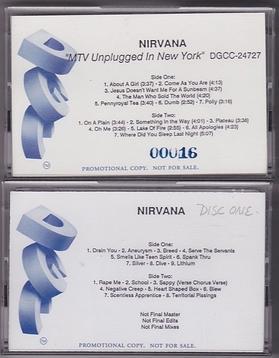 NIRVANA
"MTV Unplugged In New York" DGCC-24727
Side One:
1. About A Girl (3:37) - 2. Come As You Are (4:13)
3. Jesus Doesn't Want Me For A Sunbeam (4:37)
4. The Man Who Sold The World (4:20)
5. Pennyroyal Tea (3:40) - 6. Dumb (2:52) - 7. Polly (3:16)
Side Two:
1. On A Plain (3:44) - 2. Something In The Way (4:01) - 3. Plateau (3:38)
4. Oh Me (3:26) - 5. Lake Of Fire (2:55) - 6. All Apologies (4:23)
7. Where Did You Sleep Last Night (5:07)
00016
PROMOTIONAL COPY. NOT FOR SALE.
DGC
NIRVANA DISC ONE.
Side One:
1. Drain You - 2. Aneurysm - 3. Breed - 4. Serve The Servants
5. Smells Like Teen Spirit - 6. Spank Thru
7. Sliver - 8. Dive - 9. Lithium
Side Two:
1. Rape Me - 2. School - 3. Sappy (Verse Chorus Verse)
4. Negative Creep - 5. Heart Shaped Box - 6. Blew
7. Scentless Apprentice - 8. Territorial Pissings
Not Final Master
Not Final Edits
Not Final Mixes
PROMOTIONAL COPY. NOT FOR SALE.
DGC